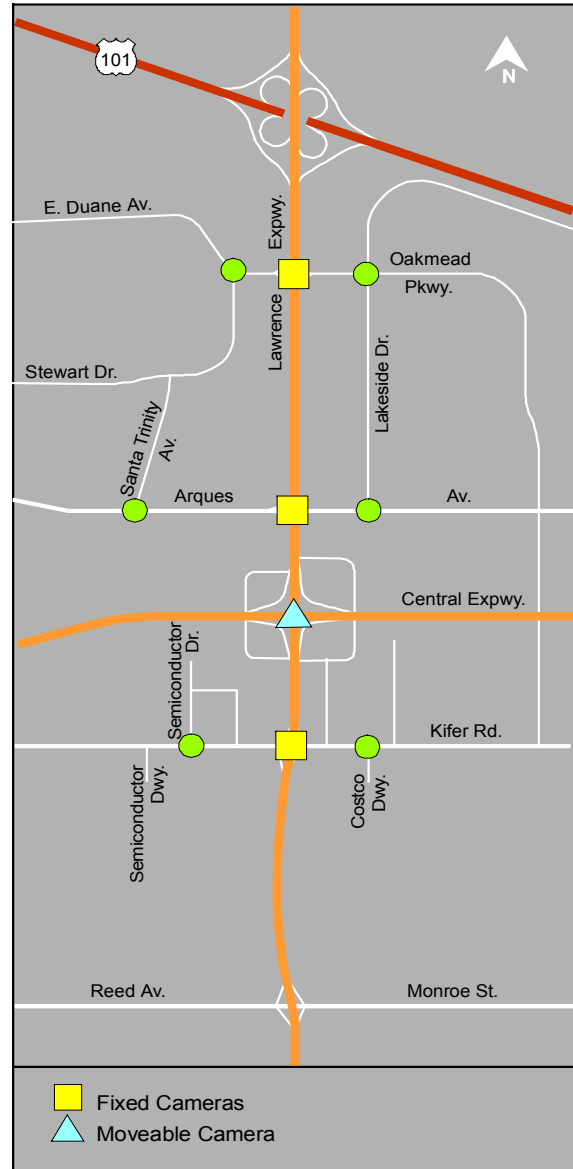 101
N
E. Duane Av.
Lawrence Expwy.
Oakmead
Pkwy.
Stewart Dr.
Lakeside Dr.
Santa Trinity
Av.
Arques Av.
Central Expwy.
Semiconductor
Dr.
Kifer Rd.
Semiconductor
Dwy.
Costco
Dwy.
Reed Av.
Monroe St.
Fixed Cameras
Moveable Camera